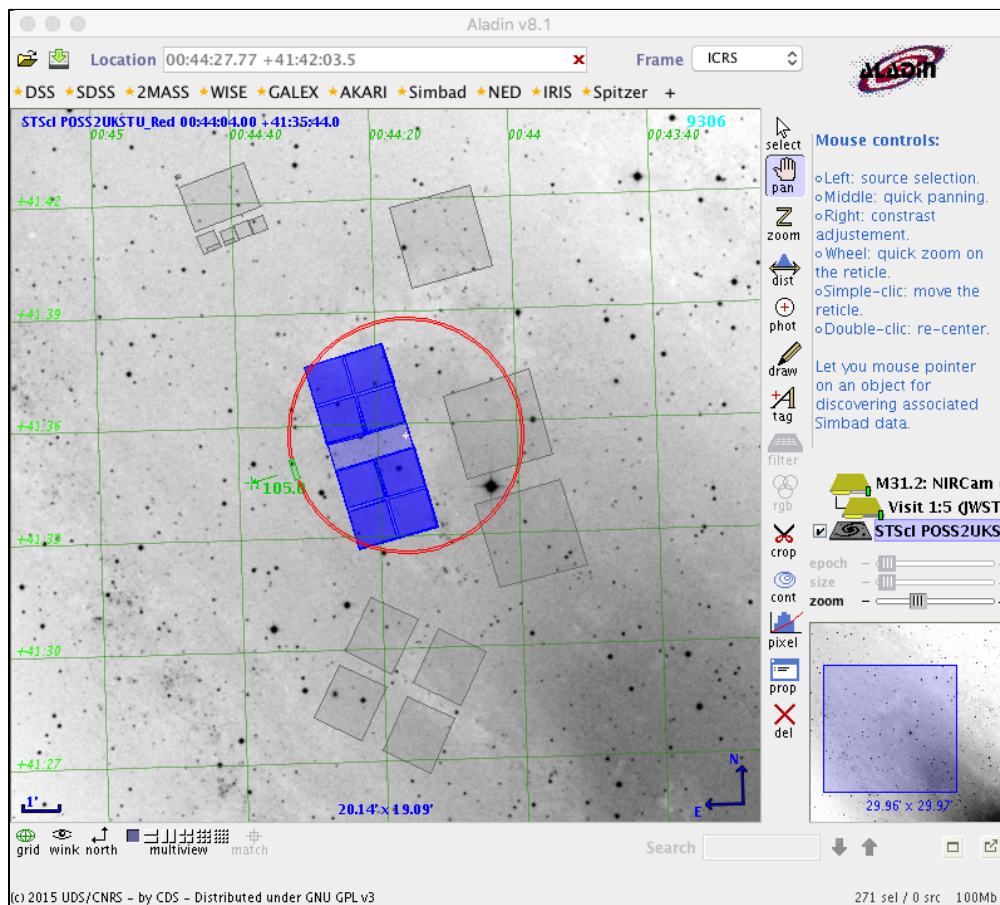 Aladin v8.1
Location 00:44:27.77 +41:42:03.5 x Frame ICRS
ALADIN
★DSS ★SDSS ★2MASS ★WISE ★GALEX ★AKARI ★Simbad ★NED ★IRIS ★Spitzer +
STScI POSS2UKSTU_Red 00:44:04.00 +41:35:44.0 9306
00:45 00:44:40 00:44:20 00:44 00:43:40
+41:42
+41:39
+41:36
105.0
+41:33
+41:30
+41:27
1'
20.14' x 19.09'
N
E
select
pan
zoom
dist
phot
draw
tag
filter
rgb
crop
cont
pixel
prop
del
Mouse controls:
Left: source selection.
Middle: quick panning.
Right: constrast
adjustement.
Wheel: quick zoom on
the reticle.
Simple-clic: move the
reticle.
Double-clic: re-center.
Let you mouse pointer
on an object for
discovering associated
Simbad data.
M31.2: NIRCam
Visit 1:5 (JWST
STScI POSS2UKS
epoch
size
zoom
29.96' x 29.97'
grid wink north multiview match Search
(c) 2015 UDS/CNRS - by CDS - Distributed under GNU GPL v3 271 sel / 0 src 100Mb